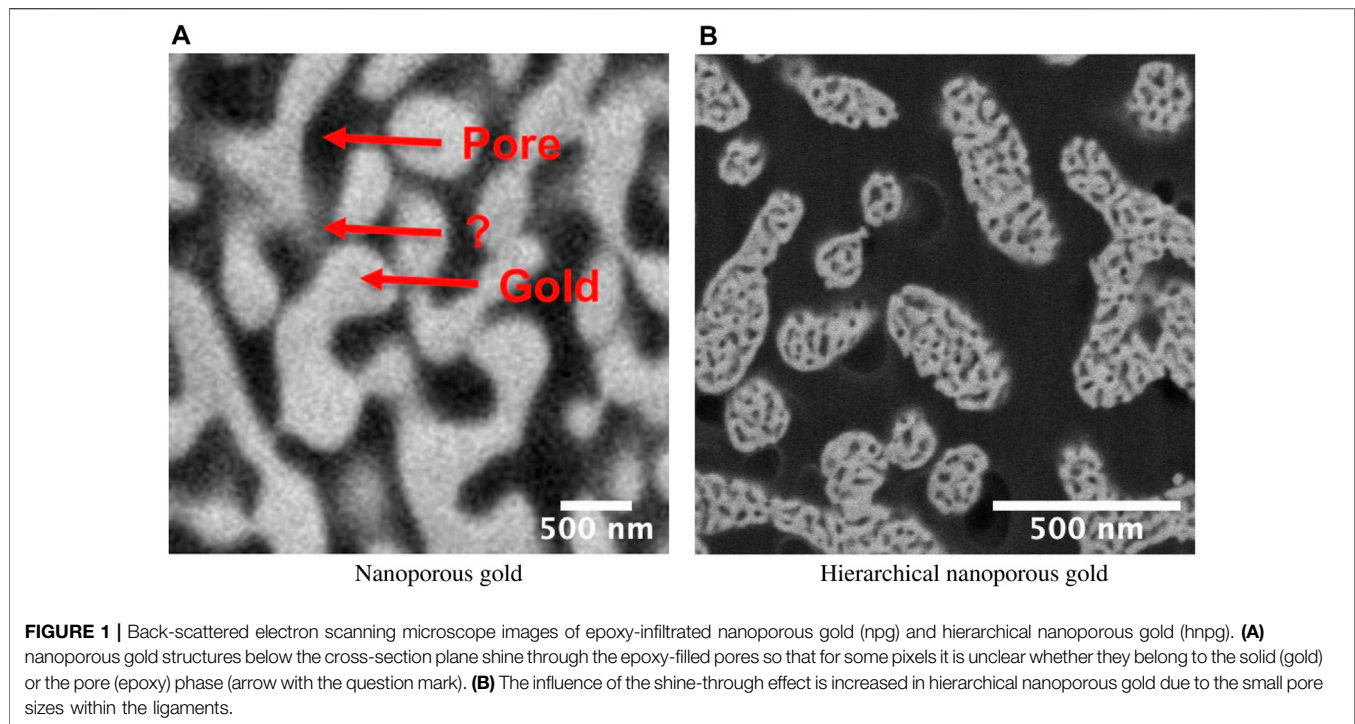 A
B
Pore
?
Gold
500 nm
500 nm
Nanoporous gold
Hierarchical nanoporous gold
FIGURE 1 | Back-scattered electron scanning microscope images of epoxy-infiltrated nanoporous gold (npg) and hierarchical nanoporous gold (hnpg). (A)
nanoporous gold structures below the cross-section plane shine through the epoxy-filled pores so that for some pixels it is unclear whether they belong to the solid (gold)
or the pore (epoxy) phase (arrow with the question mark). (B) The influence of the shine-through effect is increased in hierarchical nanoporous gold due to the small pore
sizes within the ligaments.